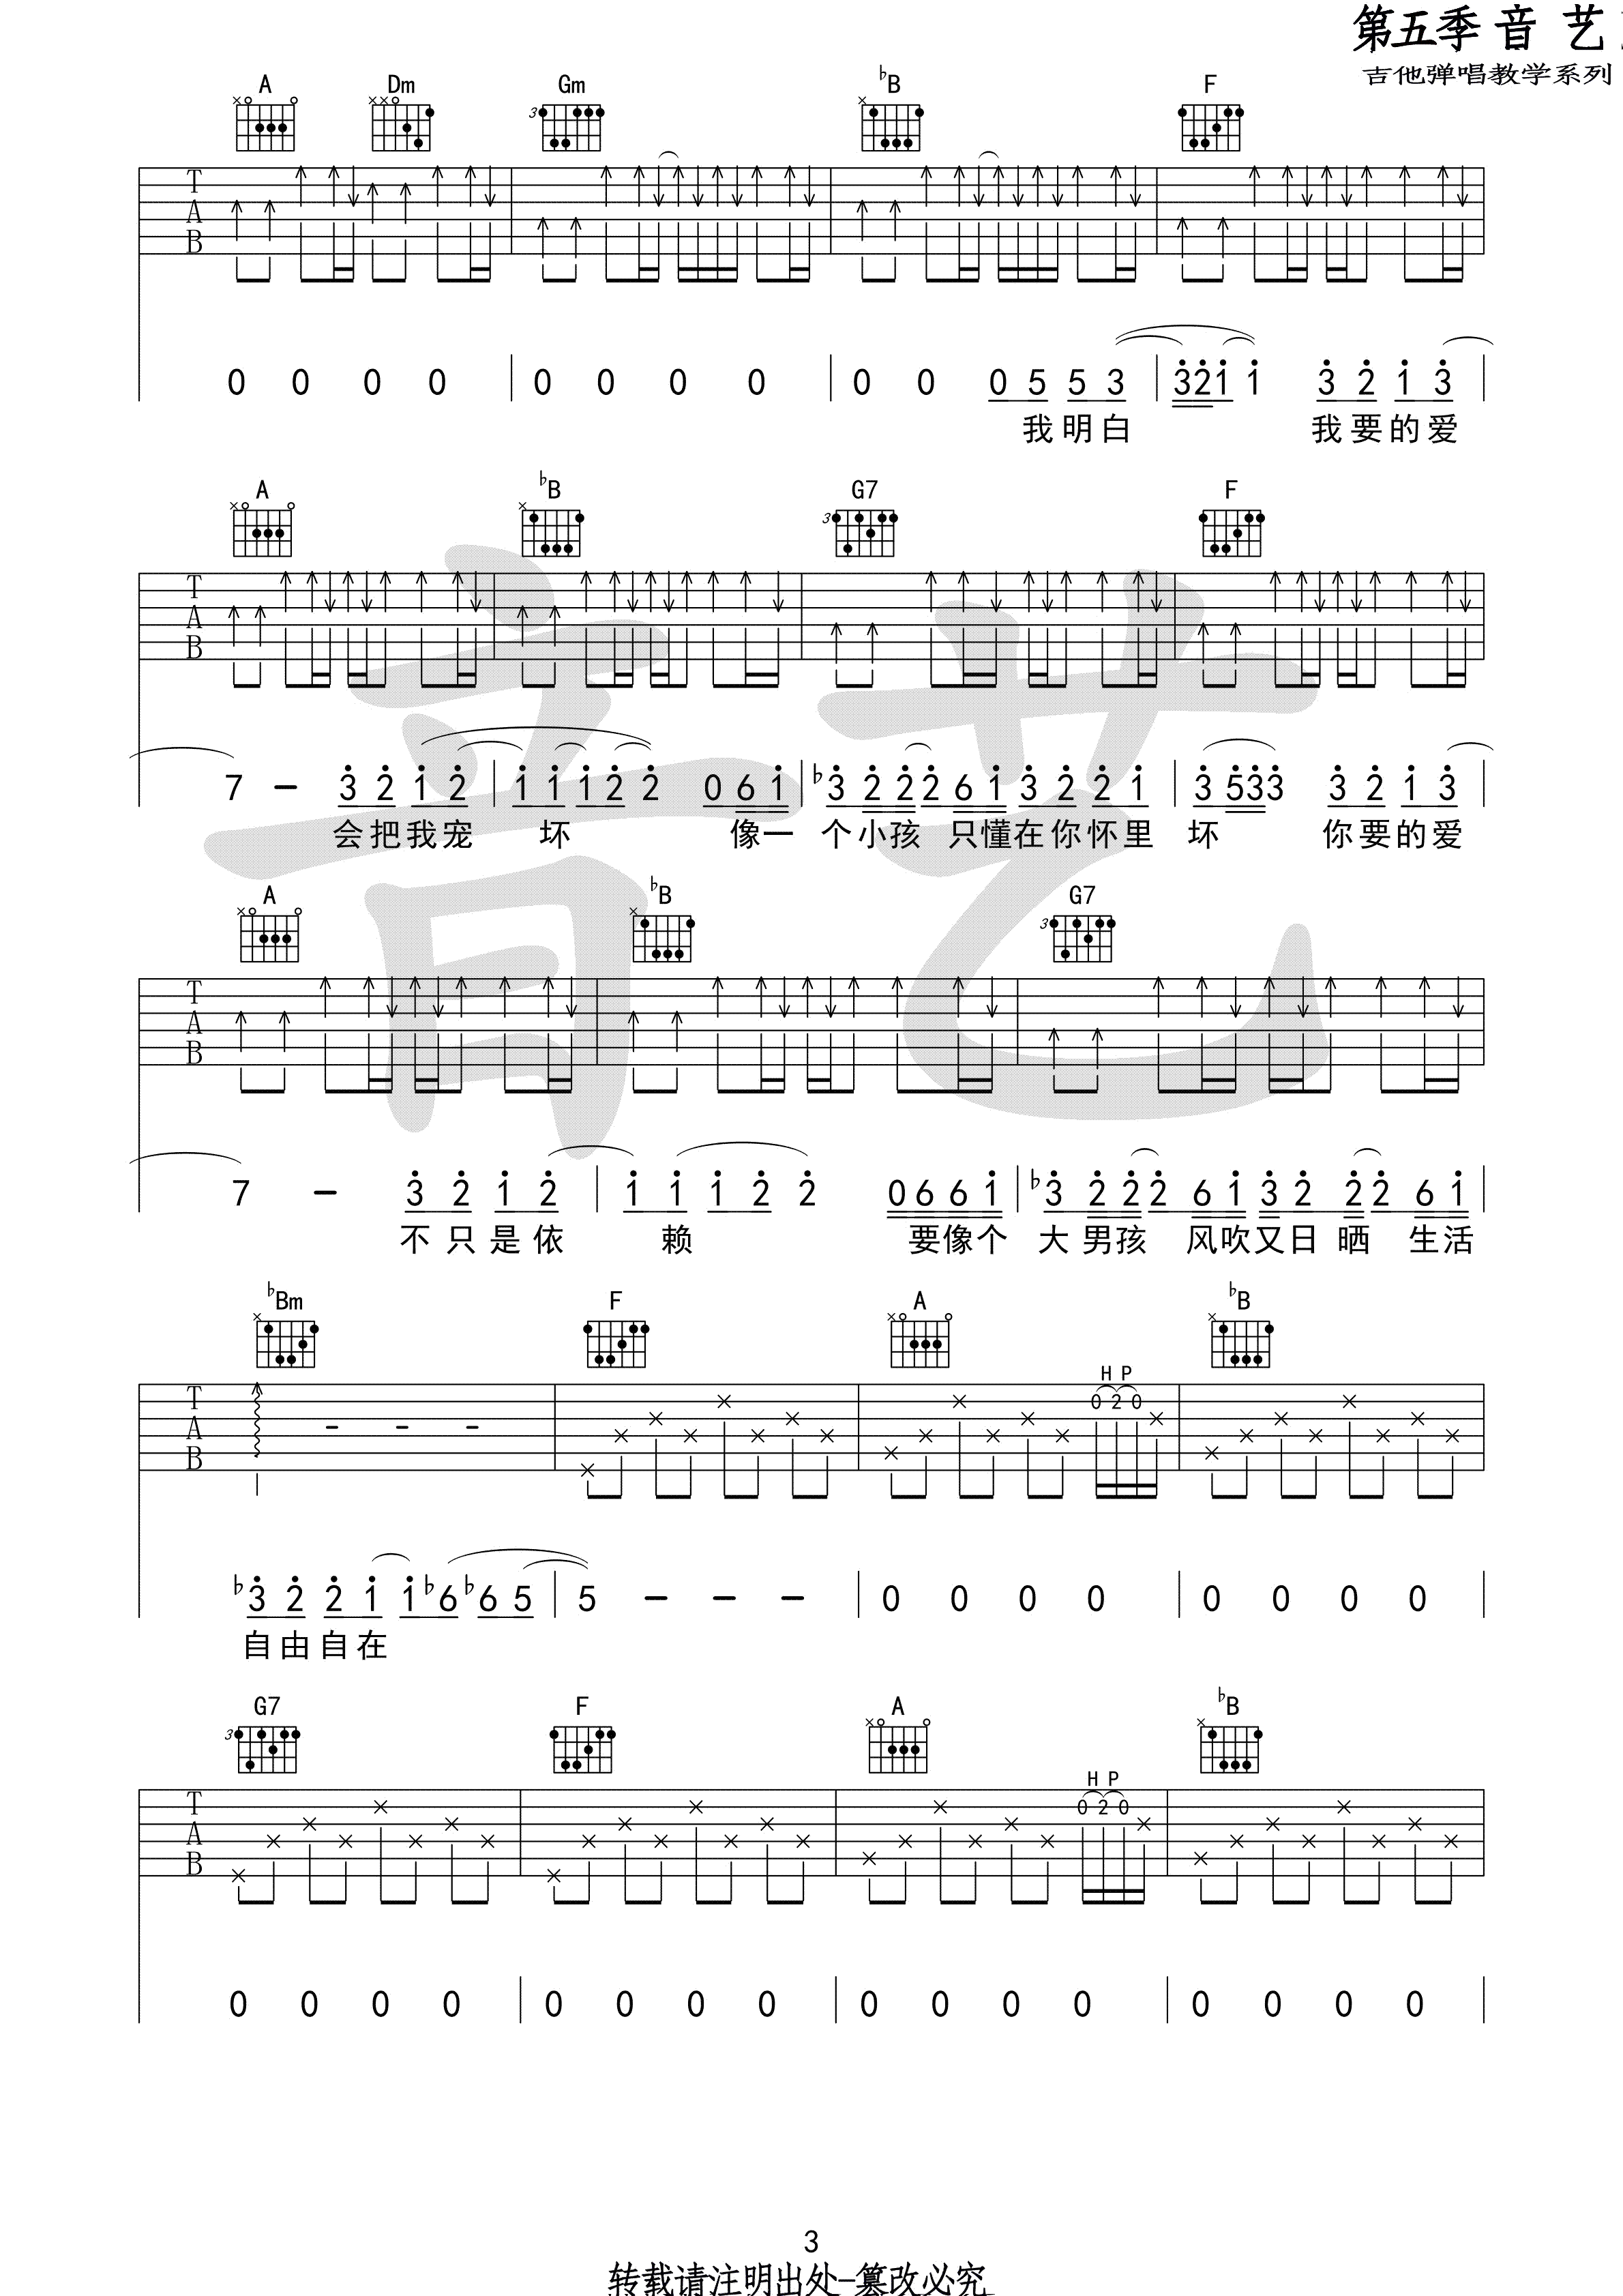 第五季 音 艺
吉他弹唱教学系列
A Dm Gm ♭B F
3
T
A
B
0 0 0 0 0 0 0 0 0 0 0 5 5 3 3 2 1 1 3 2 1 3
我明白 我要的爱
A ♭B G7 F
3
T
A
B
7 – 3 2 1 2 1 1 1 2 2 0 6 1 ♭3 2 2 2 6 1 3 2 2 1 3 5 3 3 3 2 1 3
会把我宠 坏 像一 个小孩 只懂在你怀里 坏 你要的爱
A ♭B G7
3
T
A
B
7 – 3 2 1 2 1 1 1 2 2 0 6 6 1 ♭3 2 2 2 6 1 3 2 2 2 6 1
不只是依 赖 要像个 大男孩 风吹又日晒 生活
♭Bm F A ♭B
H P
T
A
B
0 2 0
♭3 2 2 1 1 ♭6 ♭6 5 5 – – – 0 0 0 0 0 0 0 0
自由自在
G7 F A ♭B
3
H P
T
A
B
0 2 0
0 0 0 0 0 0 0 0 0 0 0 0 0 0 0 0
音艺
3
转载请注明出处-篡改必究